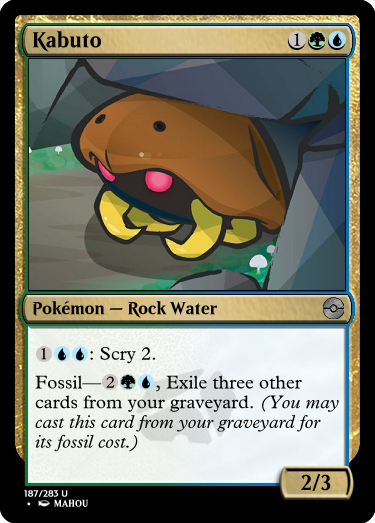 Kabuto 1
Pokémon — Rock Water
1: Scry 2.
Fossil—2, Exile three other
cards from your graveyard. (You may
cast this card from your graveyard for
its fossil cost.)
2/3
187/283 U
• MAHOU